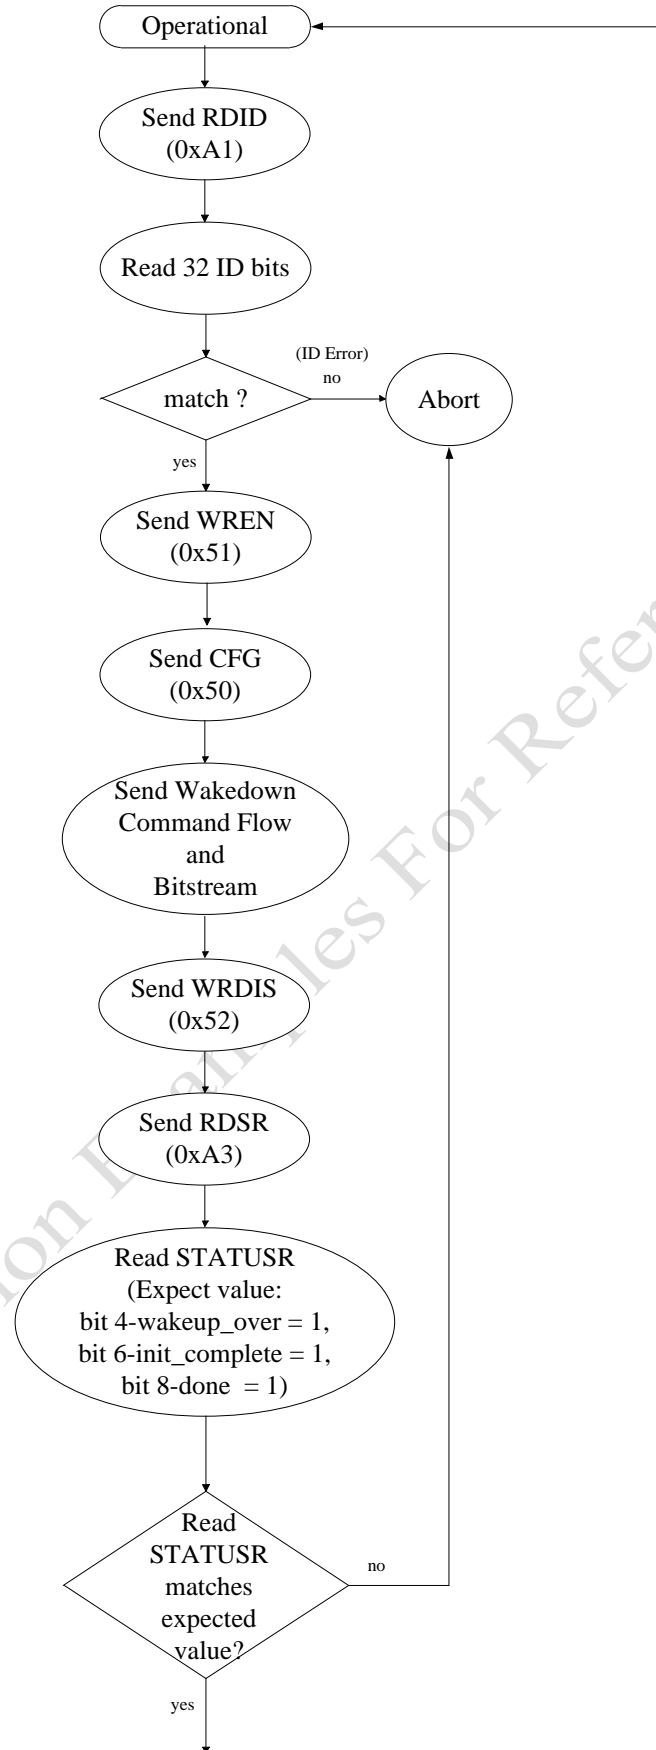 Operational
Send RDID
(0xA1)
Read 32 ID bits
(ID Error)
no
match ?
Abort
yes
Send WREN
(0x51)
Send CFG
(0x50)
Send Wakedown
Command Flow
and
Bitstream
Send WRDIS
(0x52)
Send RDSR
(0xA3)
Read STATUSR
(Expect value:
bit 4-wakeup_over = 1,
bit 6-init_complete = 1,
bit 8-done = 1)
Read
STATUSR
matches
expected
value?
no
yes
For